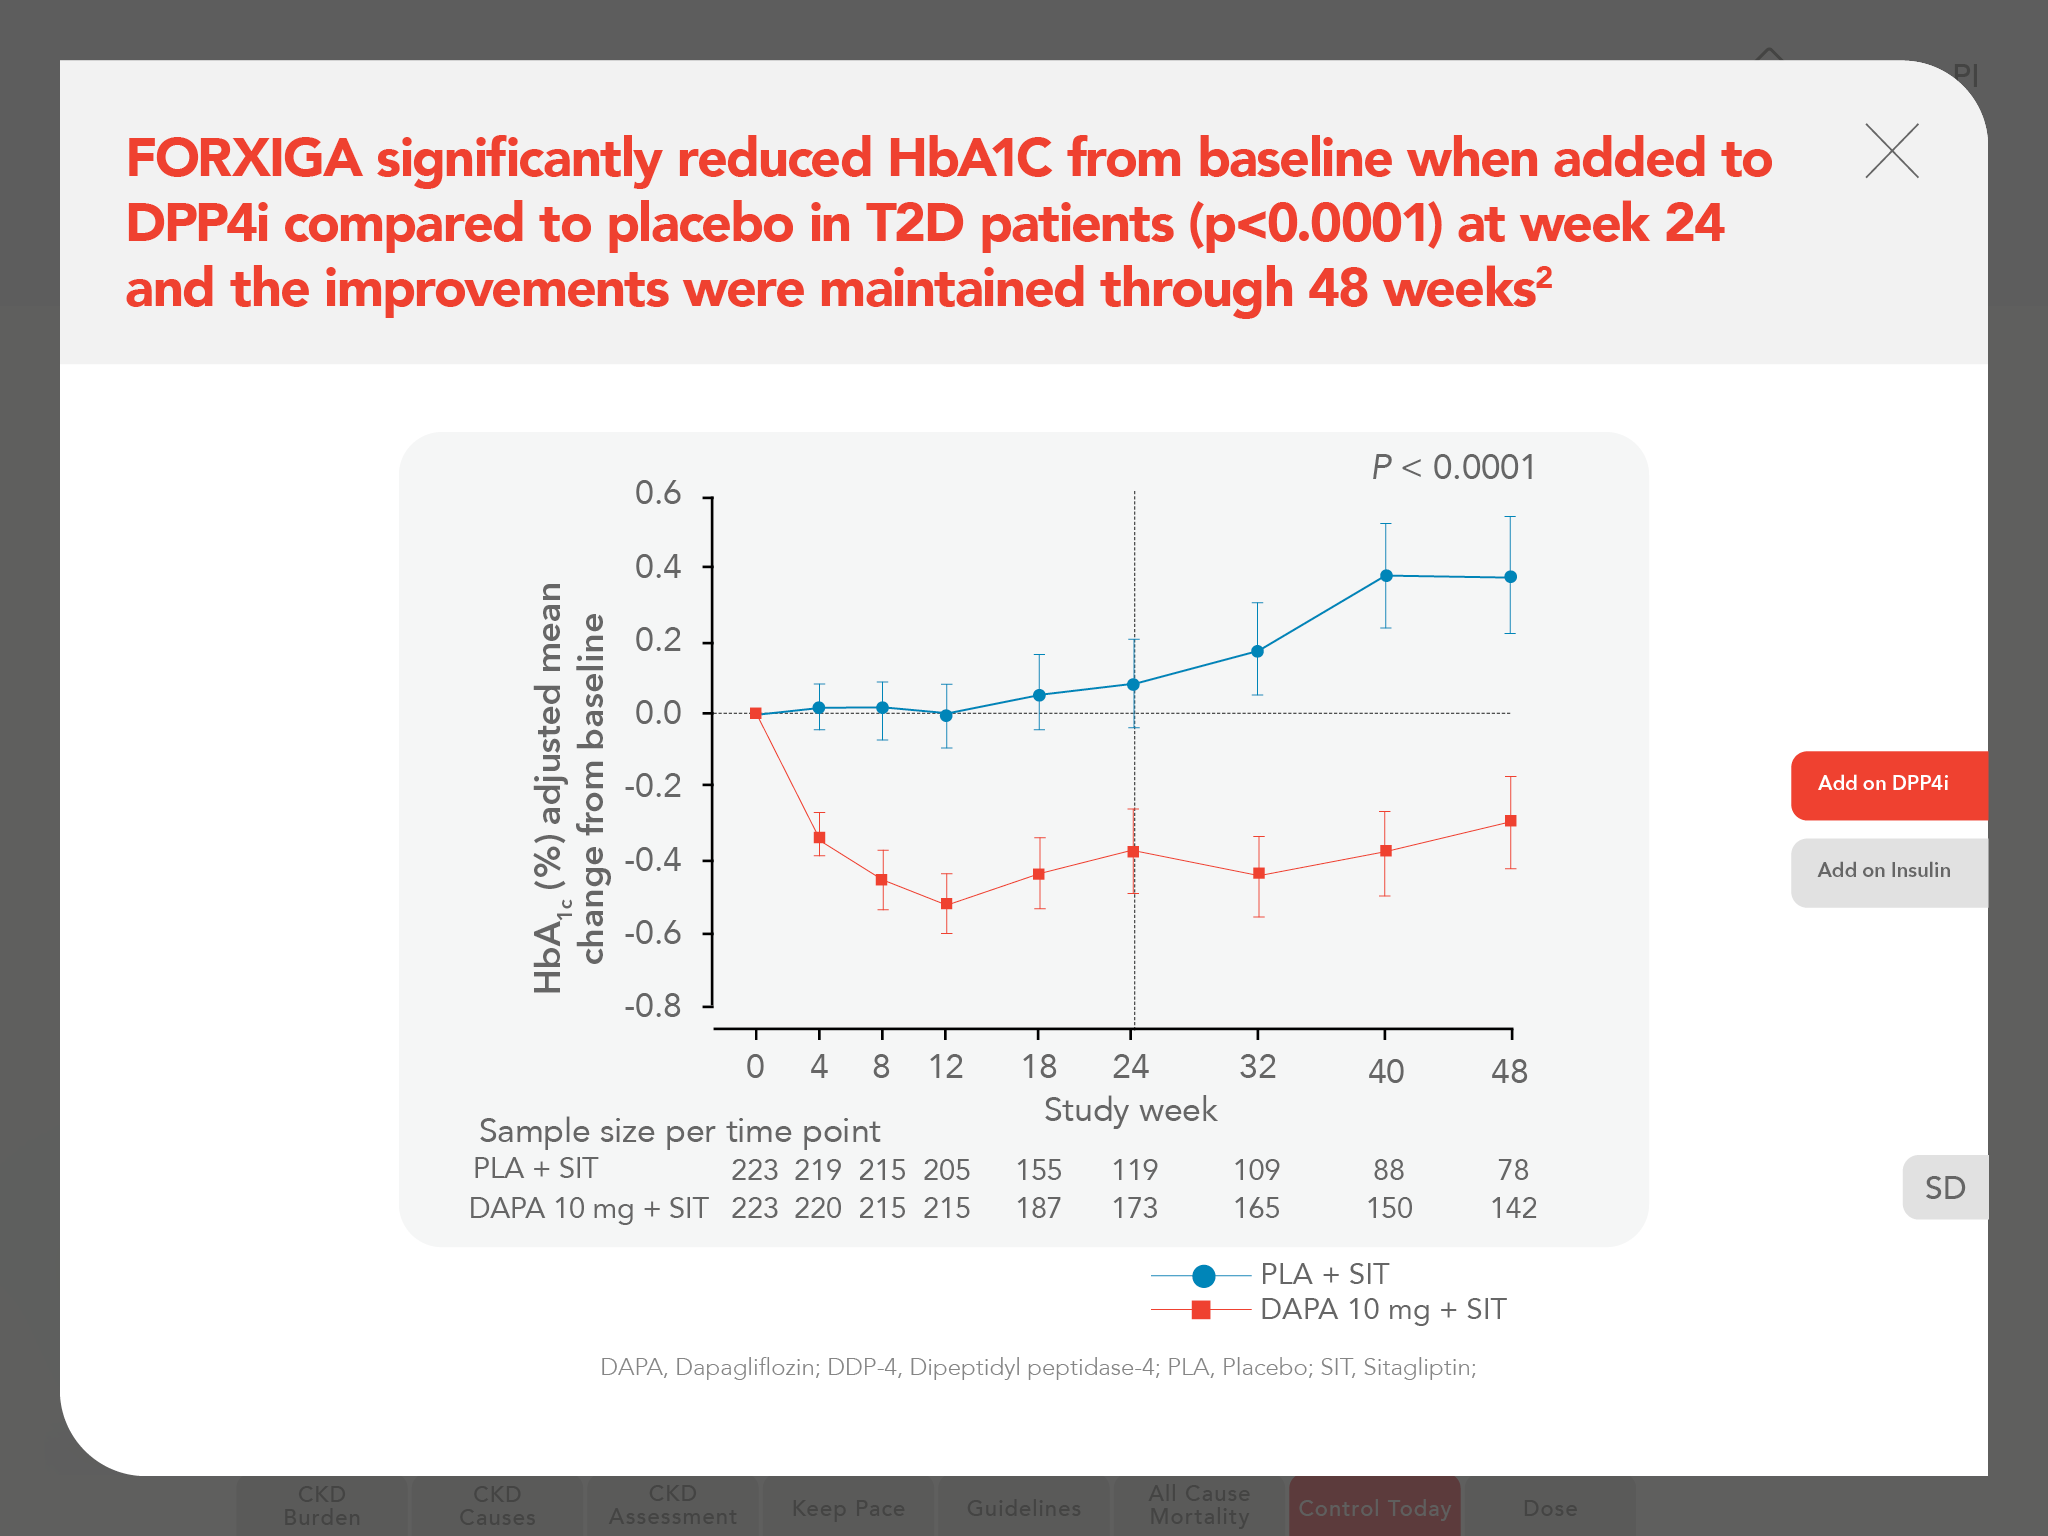 PI
FORXIGA significantly reduced HbA1C from baseline when added to
DPP4i compared to placebo in T2D patients (p<0.0001) at week 24
and the improvements were maintained through 48 weeks²
P < 0.0001
HbA1c (%) adjusted mean
change from baseline
0.6
0.4
0.2
0.0
-0.2
-0.4
-0.6
-0.8
0 4 8 12 18 24 32 40 48
Study week
Sample size per time point
PLA + SIT 223 219 215 205 155 119 109 88 78
DAPA 10 mg + SIT 223 220 215 215 187 173 165 150 142
PLA + SIT
DAPA 10 mg + SIT
Add on DPP4i
Add on Insulin
SD
DAPA, Dapagliflozin; DDP-4, Dipeptidyl peptidase-4; PLA, Placebo; SIT, Sitagliptin;
CKD
Burden
CKD
Causes
CKD
Assessment
Keep Pace
Guidelines
All Cause
Mortality
Control Today
Dose